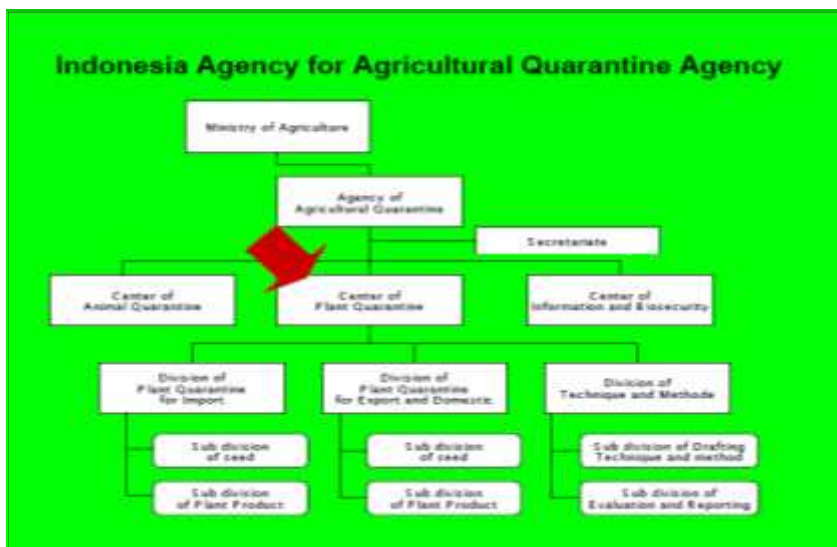 Indonesia Agency for Agricultural Quarantine Agency
Ministry of Agriculture
Agency of
Agricultural Quarantine
Secretariate
Center of
Animal Quarantine
Center of
Plant Quarantine
Center of
Information and Biosecurity
Division of
Plant Quarantine
for Import
Division of
Plant Quarantine
for Export and Domestic
Division of
Technique and Methode
Sub division
of seed
Sub division
of seed
Sub division of Drafting
Technique and method
Sub division
of Plant Product
Sub division
of Plant Product
Sub division of
Evaluation and Reporting